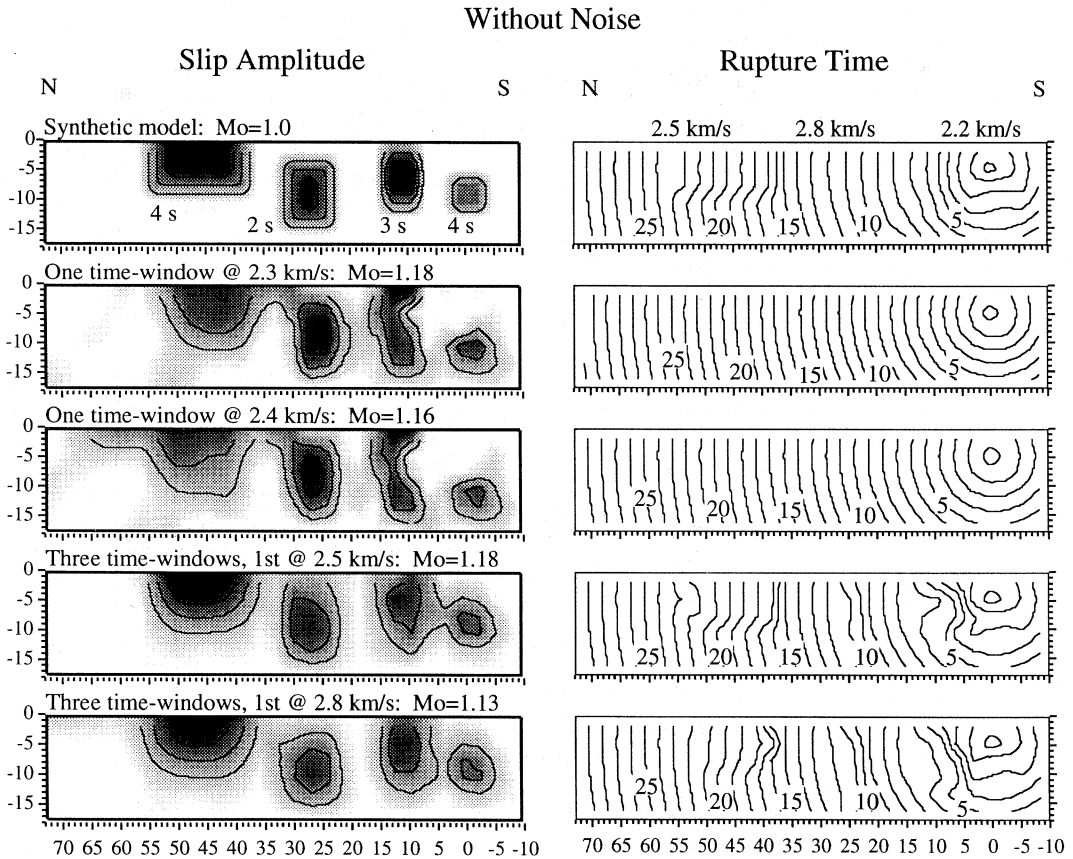 Without Noise
Slip Amplitude
Rupture Time
N S
N S
Synthetic model: Mo=1.0
2.5 km/s 2.8 km/s 2.2 km/s
0
-5
-10
-15
4 s 2 s 3 s 4 s
25 20 15 10 5
One time-window @ 2.3 km/s: Mo=1.18
0
-5
-10
-15
25 20 15 10 5
One time-window @ 2.4 km/s: Mo=1.16
0
-5
-10
-15
25 20 15 10 5
Three time-windows, 1st @ 2.5 km/s: Mo=1.18
0
-5
-10
-15
25 20 15 10 5
Three time-windows, 1st @ 2.8 km/s: Mo=1.13
0
-5
-10
-15
25 20 15 10 5
70 65 60 55 50 45 40 35 30 25 20 15 10 5 0 -5 -10
70 65 60 55 50 45 40 35 30 25 20 15 10 5 0 -5 -10